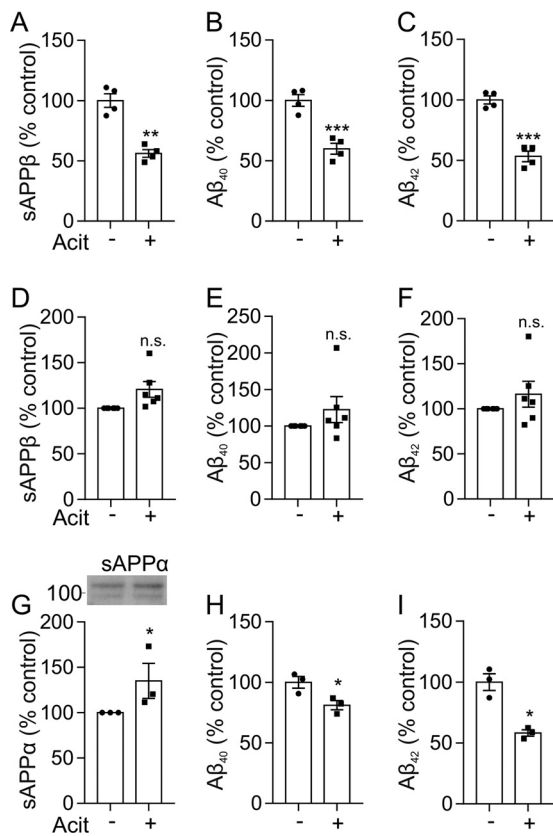 A B C
sAPPβ (% control)
150
100
50
0
**
Aβ₄₀ (% control)
150
100
50
0
***
Aβ₄₂ (% control)
150
100
50
0
***
Acit - +
- +
- +
D E F
sAPPβ (% control)
200
150
100
50
0
n.s.
Aβ₄₀ (% control)
250
200
150
100
50
0
n.s.
Aβ₄₂ (% control)
200
150
100
50
0
n.s.
Acit - +
- +
- +
sAPPα
100-
G H I
sAPPα (% control)
200
150
100
50
0
*
Aβ₄₀ (% control)
150
100
50
0
*
Aβ₄₂ (% control)
150
100
50
0
*
Acit - +
- +
- +